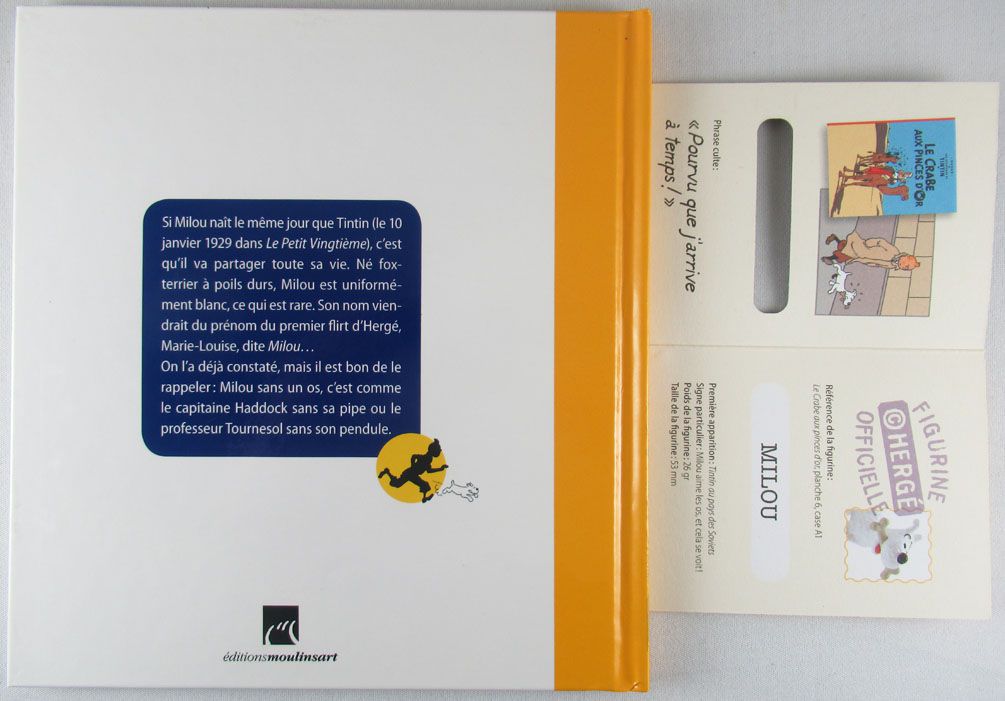 Si Milou naît le même jour que Tintin (le 10
janvier 1929 dans Le Petit Vingtième), c'est
qu'il va partager toute sa vie. Né fox-
terrier à poils durs, Milou est uniformé-
ment blanc, ce qui est rare. Son nom vien-
drait du prénom du premier flirt d'Hergé,
Marie-Louise, dite Milou…
On l'a déjà constaté, mais il est bon de le
rappeler : Milou sans un os, c'est comme
le capitaine Haddock sans sa pipe ou le
professeur Tournesol sans son pendule.
éditionsmoulinsart
LE CRABE
AUX PINCES D'OR
TINTIN
Phrase culte :
« Pourvu que j'arrive
à temps ! »
FIGURINE
©HERGÉ
OFFICIELLE
Référence de la figurine :
Le Crabe aux pinces d'or, planche 6, case A1
MILOU
Première apparition : Tintin au pays des Soviets
Signe particulier : Milou aime les os, et cela se voit !
Poids de la figurine : 26 gr
Taille de la figurine : 53 mm